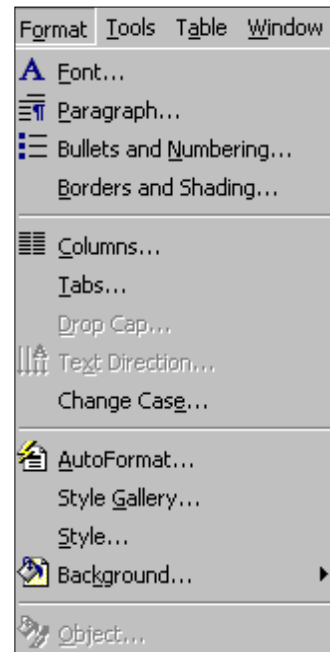 Format Tools Table Window
Font...
Paragraph...
Bullets and Numbering...
Borders and Shading...
Columns...
Tabs...
Drop Cap...
Text Direction...
Change Case...
AutoFormat...
Style Gallery...
Style...
Background...
Object...